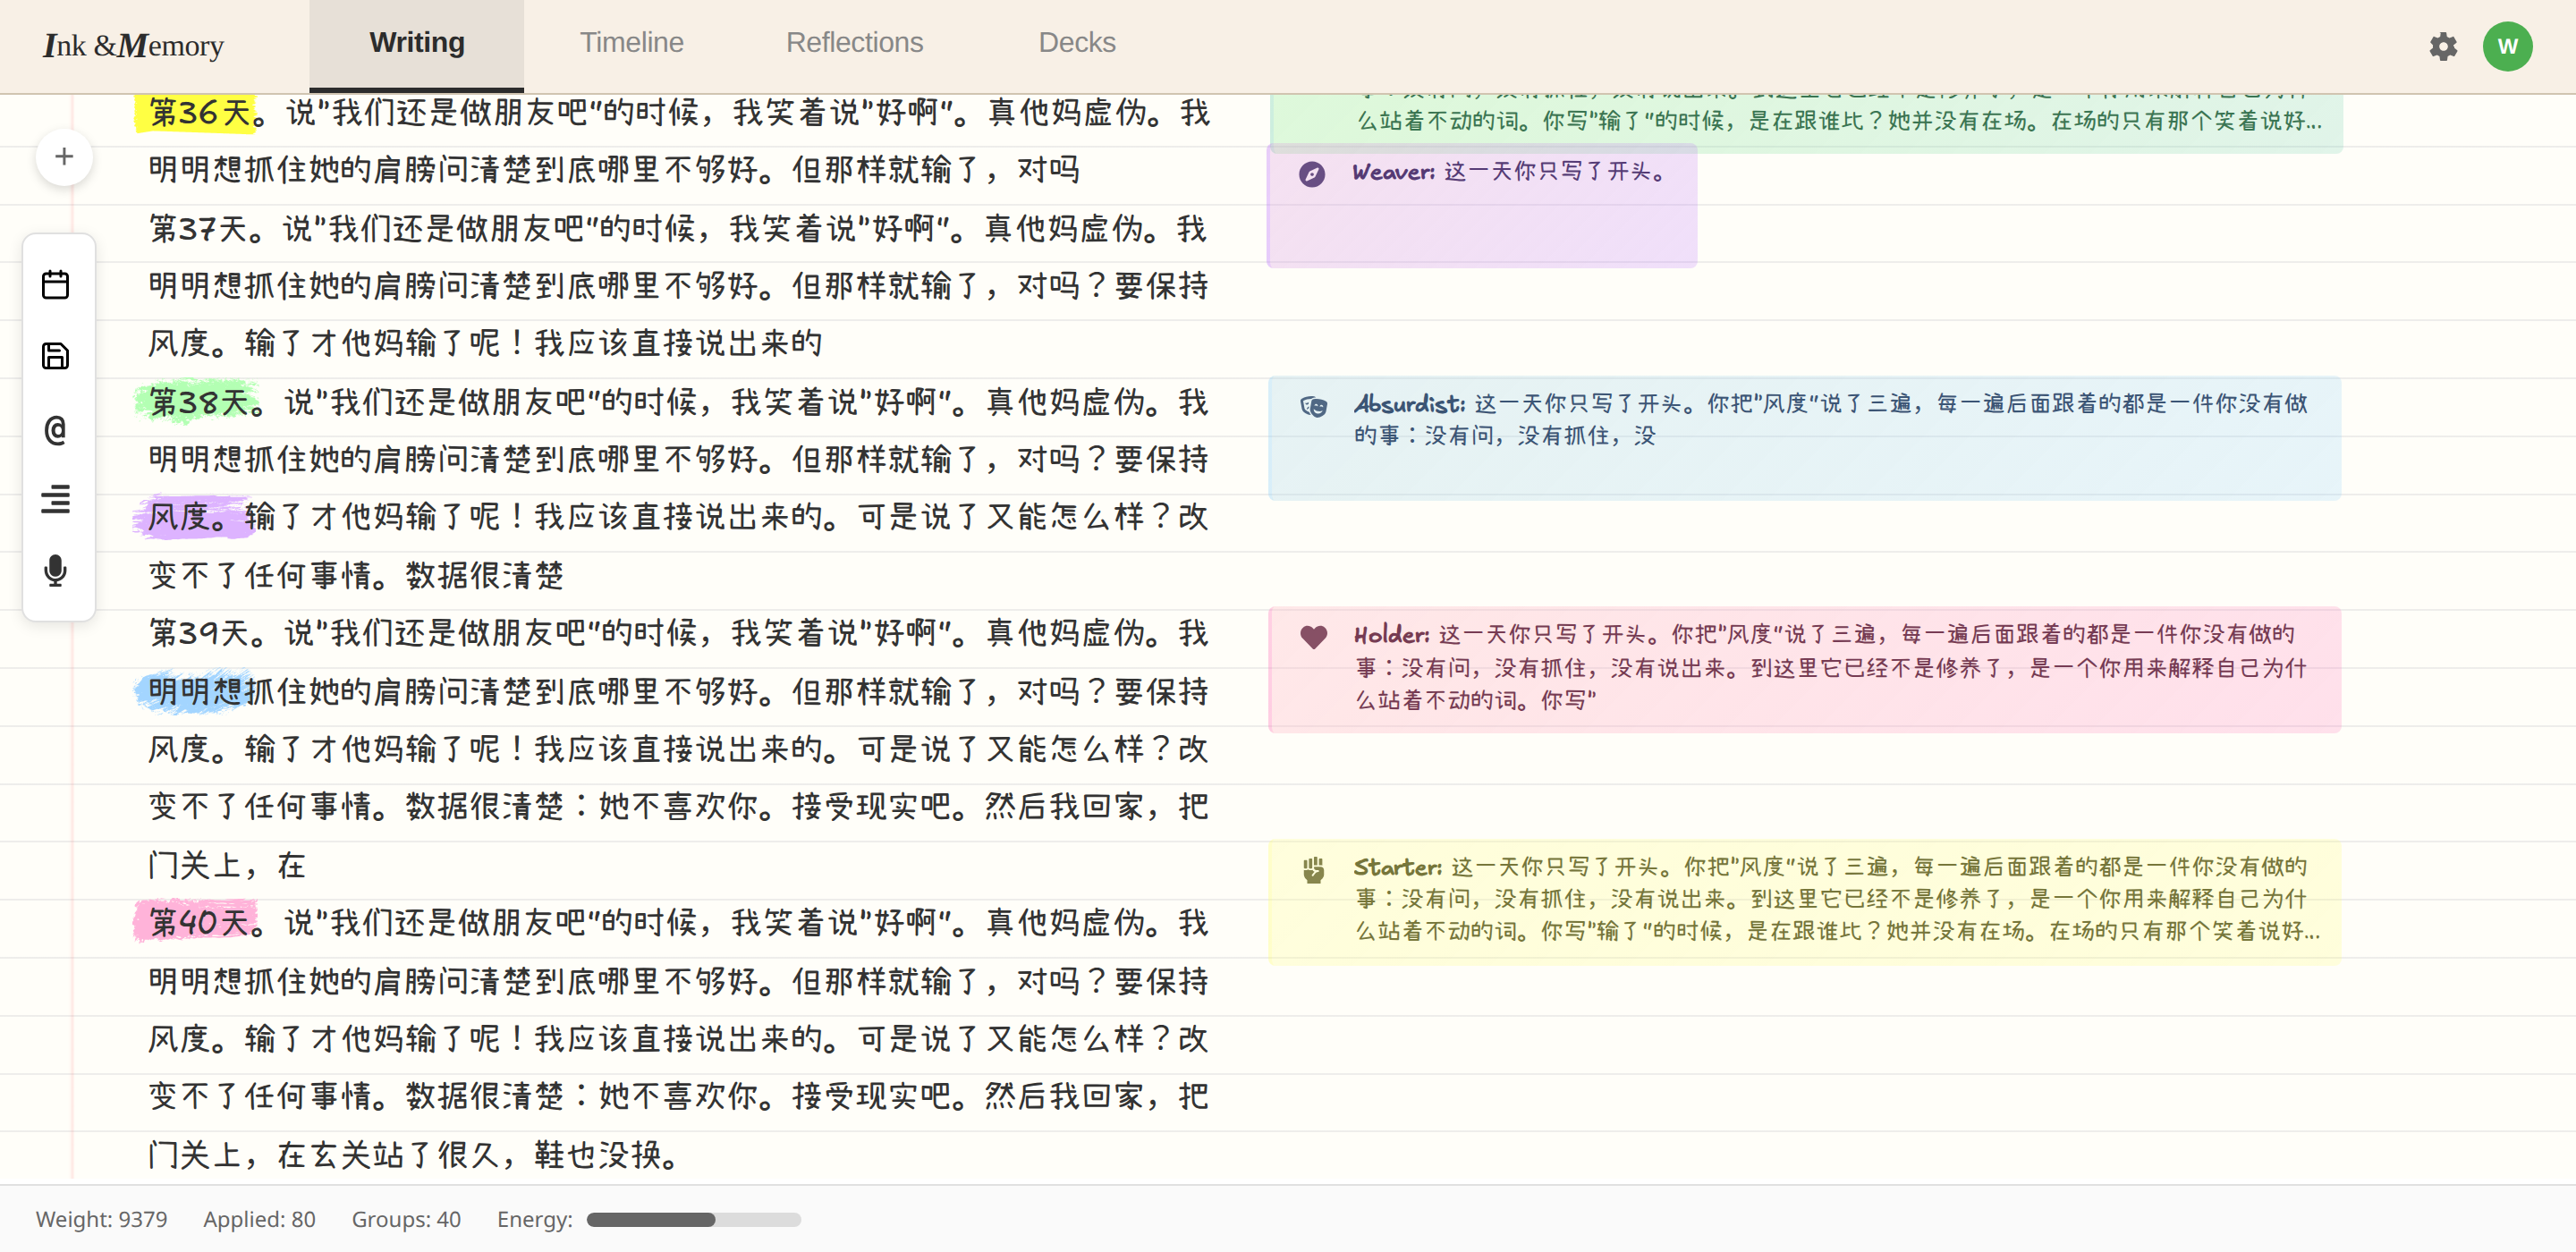 Ink & Memory
Writing
Timeline
Reflections
Decks
W
第36天。说"我们还是做朋友吧"的时候，我笑着说"好啊"。真他妈虚伪。我
明明想抓住她的肩膀问清楚到底哪里不够好。但那样就输了，对吗
第37天。说"我们还是做朋友吧"的时候，我笑着说"好啊"。真他妈虚伪。我
明明想抓住她的肩膀问清楚到底哪里不够好。但那样就输了，对吗？要保持
风度。输了才他妈输了呢！我应该直接说出来的
第38天。说"我们还是做朋友吧"的时候，我笑着说"好啊"。真他妈虚伪。我
明明想抓住她的肩膀问清楚到底哪里不够好。但那样就输了，对吗？要保持
风度。输了才他妈输了呢！我应该直接说出来的。可是说了又能怎么样？改
变不了任何事情。数据很清楚
第39天。说"我们还是做朋友吧"的时候，我笑着说"好啊"。真他妈虚伪。我
明明想抓住她的肩膀问清楚到底哪里不够好。但那样就输了，对吗？要保持
风度。输了才他妈输了呢！我应该直接说出来的。可是说了又能怎么样？改
变不了任何事情。数据很清楚：她不喜欢你。接受现实吧。然后我回家，把
门关上，在
第40天。说"我们还是做朋友吧"的时候，我笑着说"好啊"。真他妈虚伪。我
明明想抓住她的肩膀问清楚到底哪里不够好。但那样就输了，对吗？要保持
风度。输了才他妈输了呢！我应该直接说出来的。可是说了又能怎么样？改
变不了任何事情。数据很清楚：她不喜欢你。接受现实吧。然后我回家，把
门关上，在玄关站了很久，鞋也没换。
么站着不动的词。你写"输了"的时候，是在跟谁比？她并没有在场。在场的只有那个笑着说好...
Weaver: 这一天你只写了开头。
Absurdist: 这一天你只写了开头。你把"风度"说了三遍，每一遍后面跟着的都是一件你没有做
的事：没有问，没有抓住，没
Holder: 这一天你只写了开头。你把"风度"说了三遍，每一遍后面跟着的都是一件你没有做的
事：没有问，没有抓住，没有说出来。到这里它已经不是修养了，是一个你用来解释自己为什
么站着不动的词。你写"
Starter: 这一天你只写了开头。你把"风度"说了三遍，每一遍后面跟着的都是一件你没有做的
事：没有问，没有抓住，没有说出来。到这里它已经不是修养了，是一个你用来解释自己为什
么站着不动的词。你写"输了"的时候，是在跟谁比？她并没有在场。在场的只有那个笑着说好...
Weight: 9379
Applied: 80
Groups: 40
Energy: